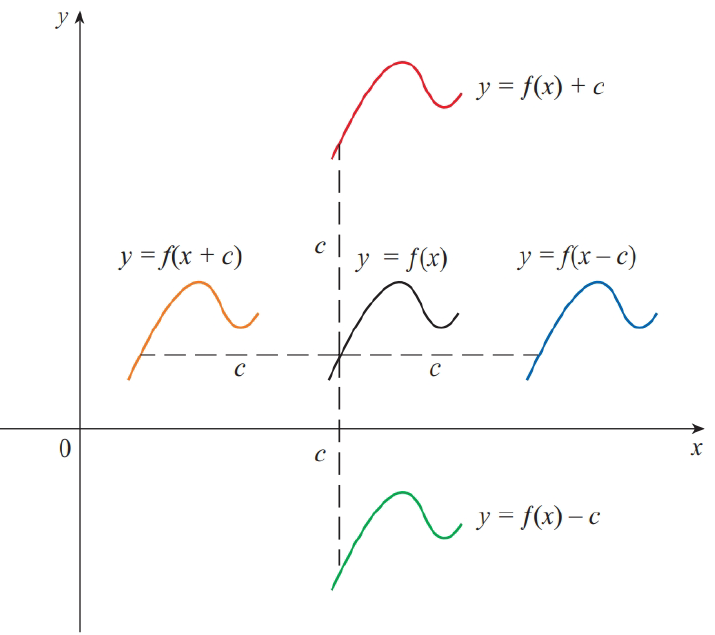 y
y = f(x) + c
c
y = f(x + c)
y = f(x)
y = f(x – c)
c
c
0
x
c
y = f(x) – c